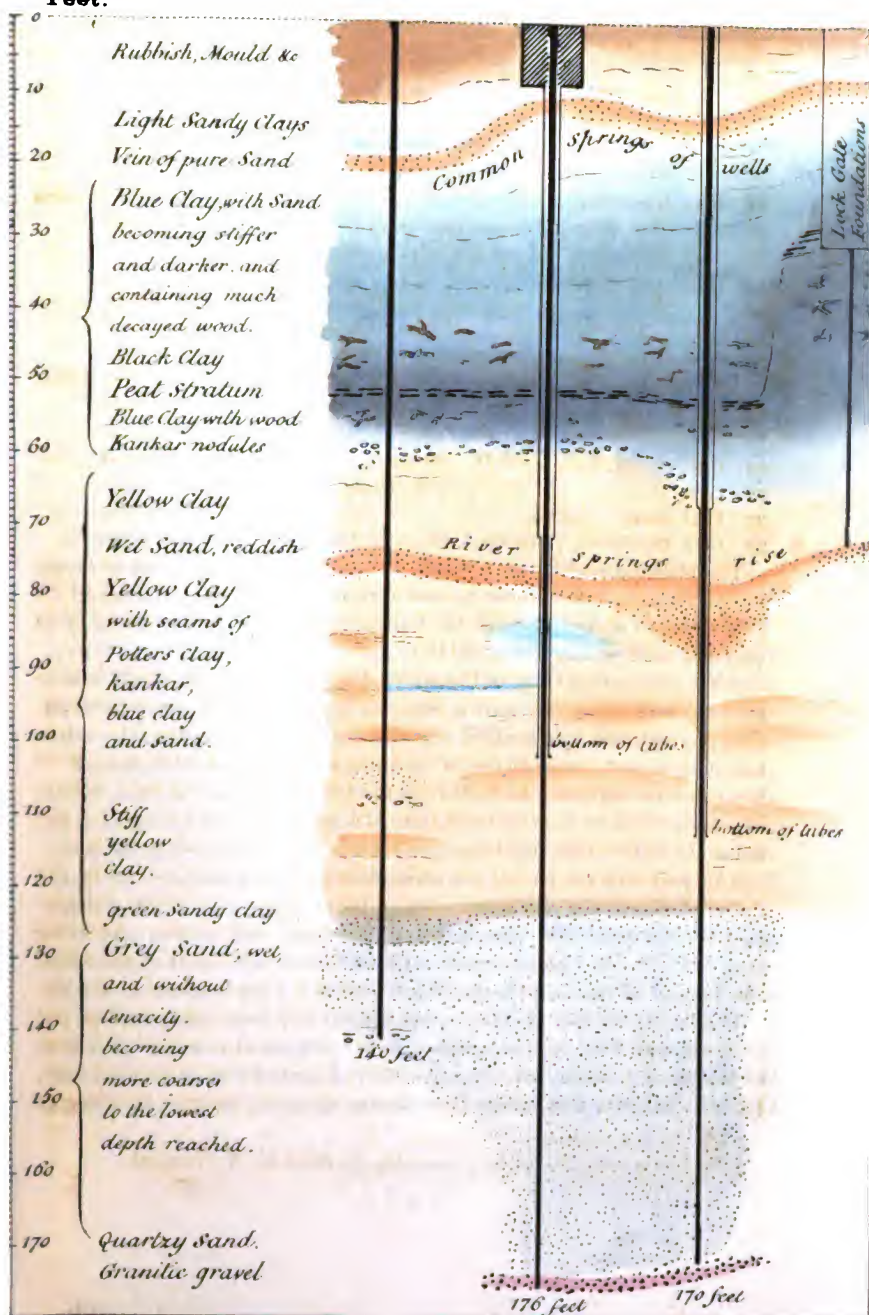 Feet.
0
Rubbish, Mould &c
10
Light Sandy Clays
Vein of pure Sand
20
Common springs of wells
Lock Gate
Foundations
Blue Clay, with Sand
30
becoming stiffer
and darker. and
containing much
40
decayed wood.
Black Clay
50
Peat Stratum
Blue Clay with wood
60
Kankar nodules
Yellow Clay
70
Wet Sand, reddish
River springs rise
80
Yellow Clay
with seams of
Potters Clay,
90
kankar,
blue clay
100
and sand.
bottom of tubes
110
Stiff
yellow
bottom of tubes
clay.
120
green sandy clay
130
Grey Sand, wet,
and without
tenacity.
140
140 feet
becoming
more coarser
150
to the lowest
depth reached.
160
170
Quartzy Sand.
Granitic gravel
176 feet
170 feet